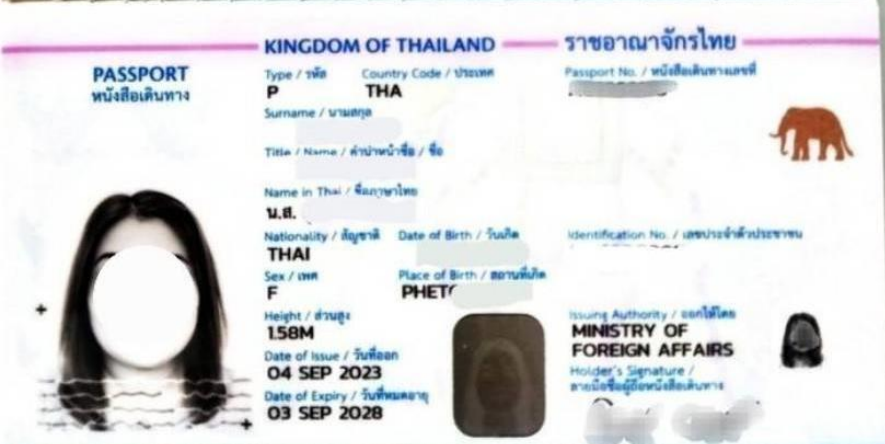 KINGDOM OF THAILAND
ราชอาณาจักรไทย
PASSPORT
หนังสือเดินทาง
Type / รหัส
Country Code / ประเทศ
Passport No. / หนังสือเดินทางเลขที่
P
THA
Surname / นามสกุล
Title / Name / คำนำหน้าชื่อ / ชื่อ
Name in Thai / ชื่อภาษาไทย
น.ส.
Nationality / สัญชาติ
Date of Birth / วันเกิด
Identification No. / เลขประจำตัวประชาชน
THAI
Sex / เพศ
Place of Birth / สถานที่เกิด
F
Height / ส่วนสูง
Issuing Authority / ออกให้โดย
1.58M
MINISTRY OF
FOREIGN AFFAIRS
Date of Issue / วันที่ออก
04 SEP 2023
Holder's Signature /
ลายมือชื่อผู้ถือหนังสือเดินทาง
Date of Expiry / วันที่หมดอายุ
03 SEP 2028